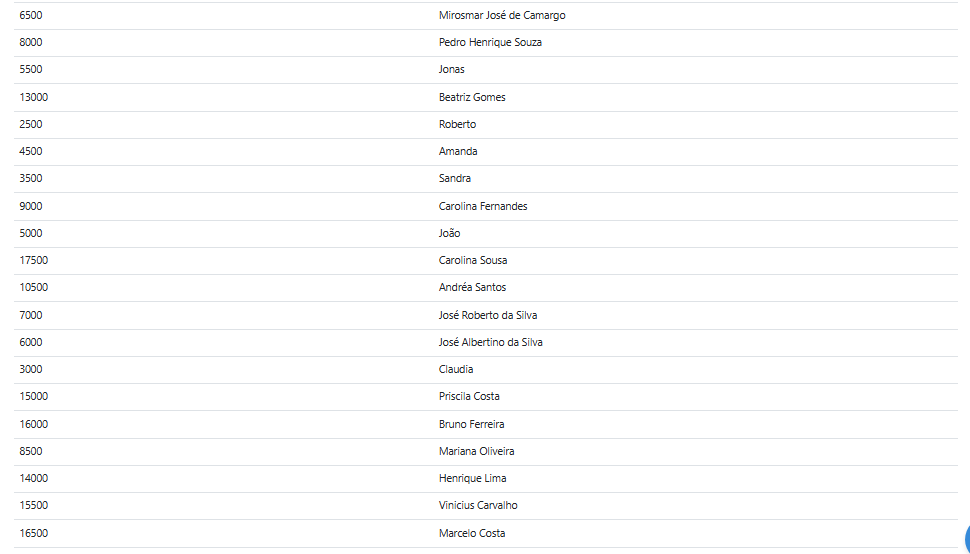 6500 Mirosmar José de Camargo
8000 Pedro Henrique Souza
5500 Jonas
13000 Beatriz Gomes
2500 Roberto
4500 Amanda
3500 Sandra
9000 Carolina Fernandes
5000 João
17500 Carolina Sousa
10500 Andréa Santos
7000 José Roberto da Silva
6000 José Albertino da Silva
3000 Claudia
15000 Priscila Costa
16000 Bruno Ferreira
8500 Mariana Oliveira
14000 Henrique Lima
15500 Vinicius Carvalho
16500 Marcelo Costa